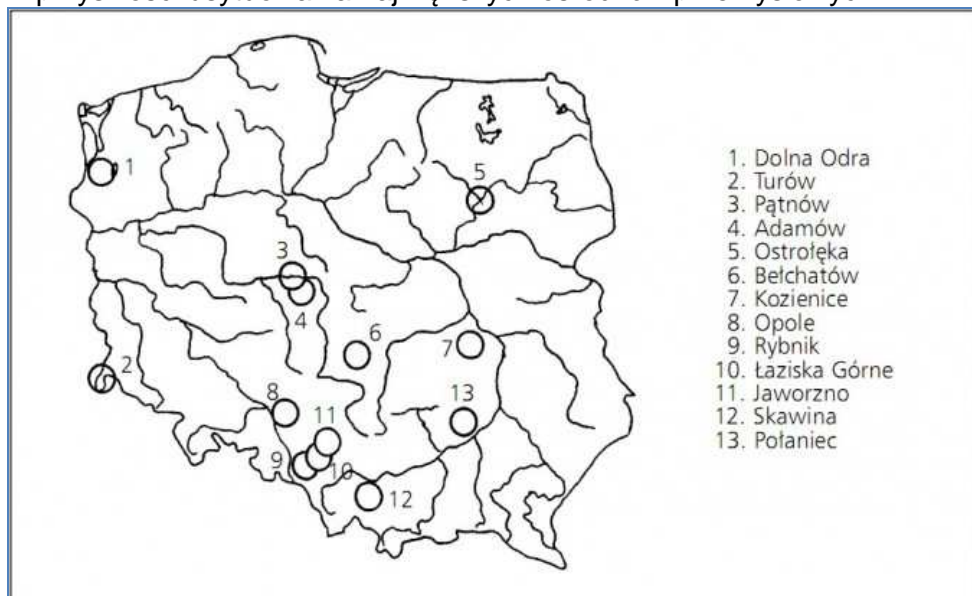 1. Dolna Odra
2. Turów
3. Pątnów
4. Adamów
5. Ostrołęka
6. Bełchatów
7. Kozienice
8. Opole
9. Rybnik
10. Łaziska Górne
11. Jaworzno
12. Skawina
13. Połaniec
1
5
3
4
6
7
2
8
11
13
9
10
12